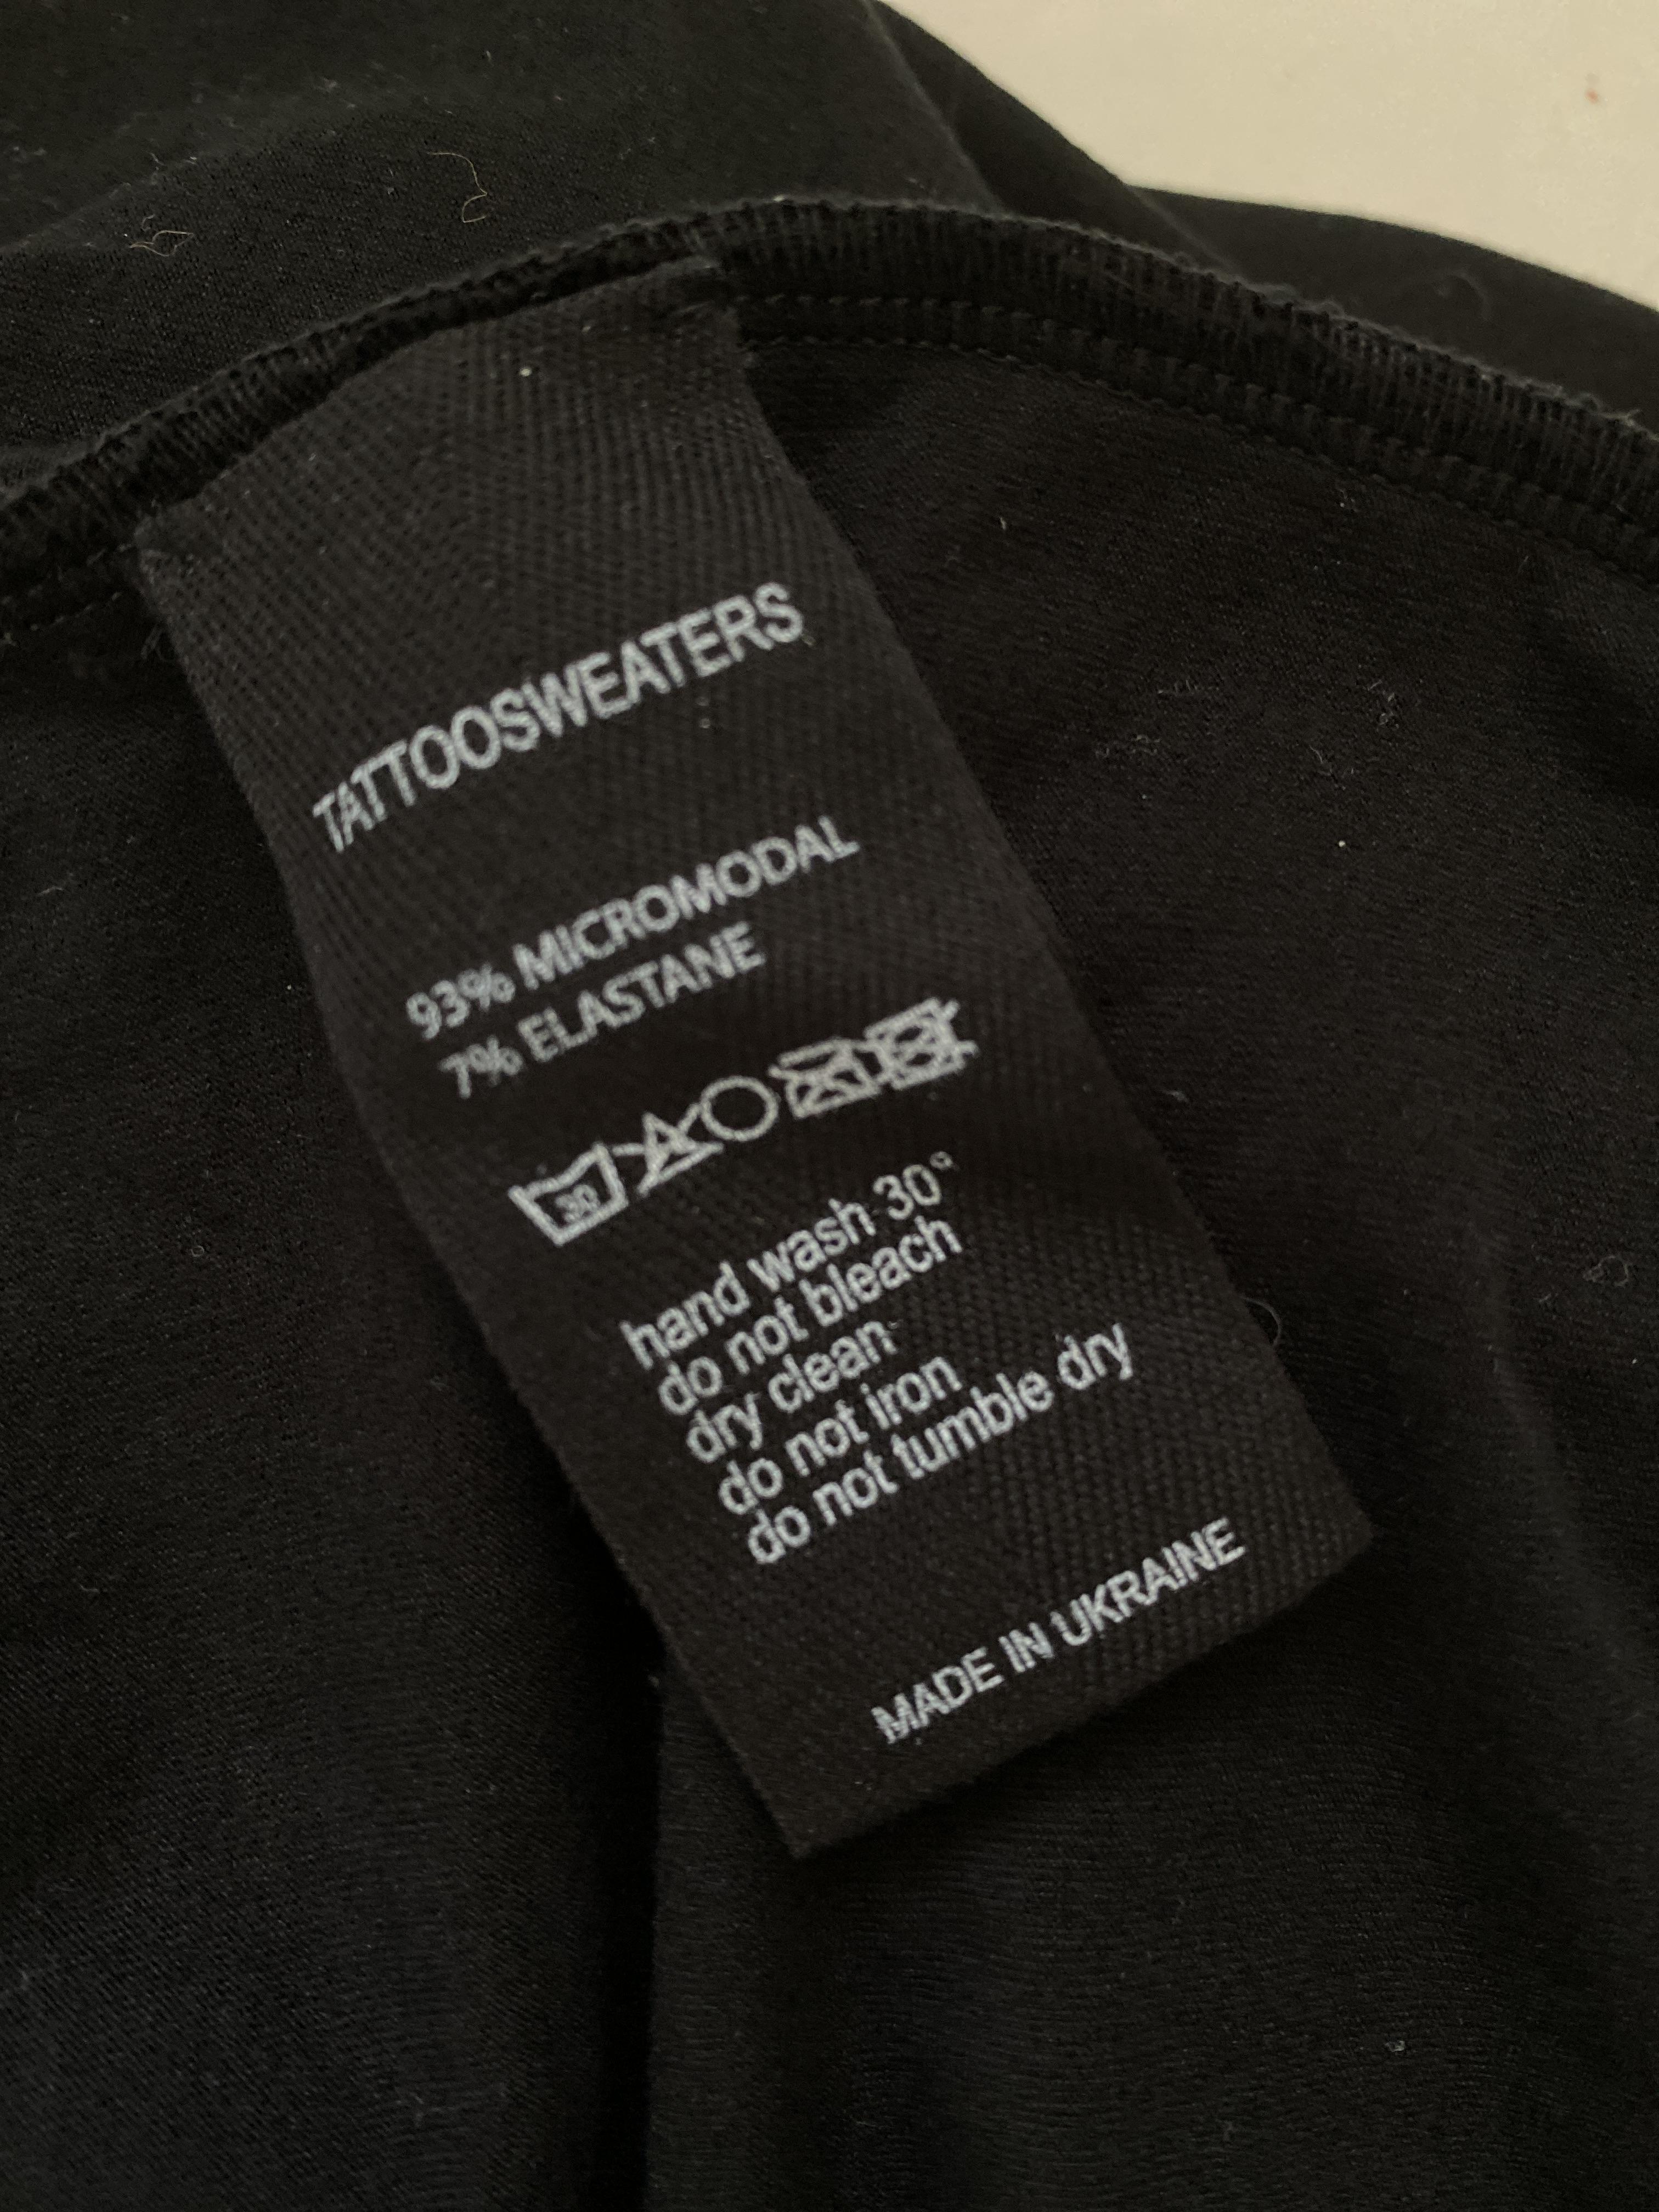 TATTOOSWEATERS
93% MICROMODAL
7% ELASTANE
30
hand wash 30°
do not bleach
dry clean
do not iron
do not tumble dry
MADE IN UKRAINE